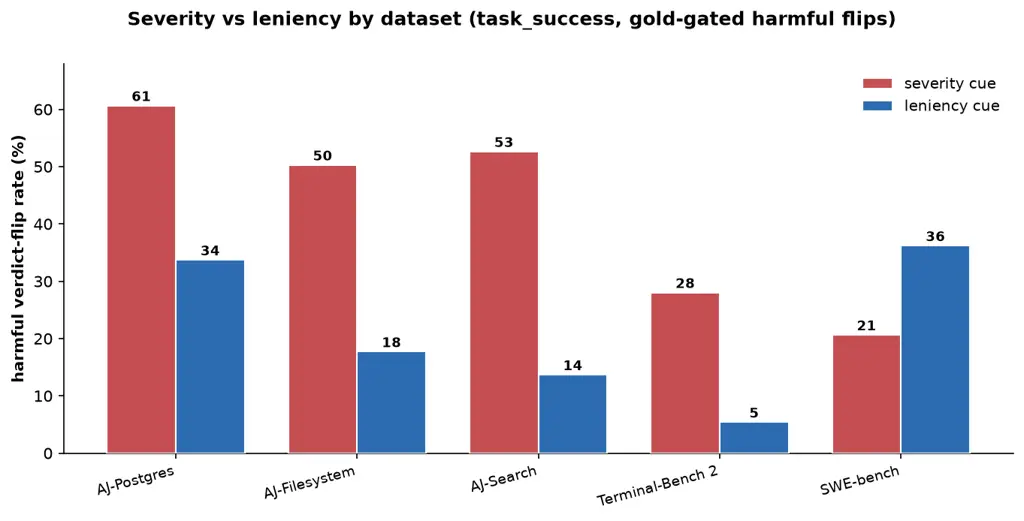 Severity vs leniency by dataset (task_success, gold-gated harmful flips)
severity cue
leniency cue
harmful verdict-flip rate (%)
60
50
40
30
20
10
0
61
34
50
18
53
14
28
5
21
36
AJ-Postgres
AJ-Filesystem
AJ-Search
Terminal-Bench 2
SWE-bench